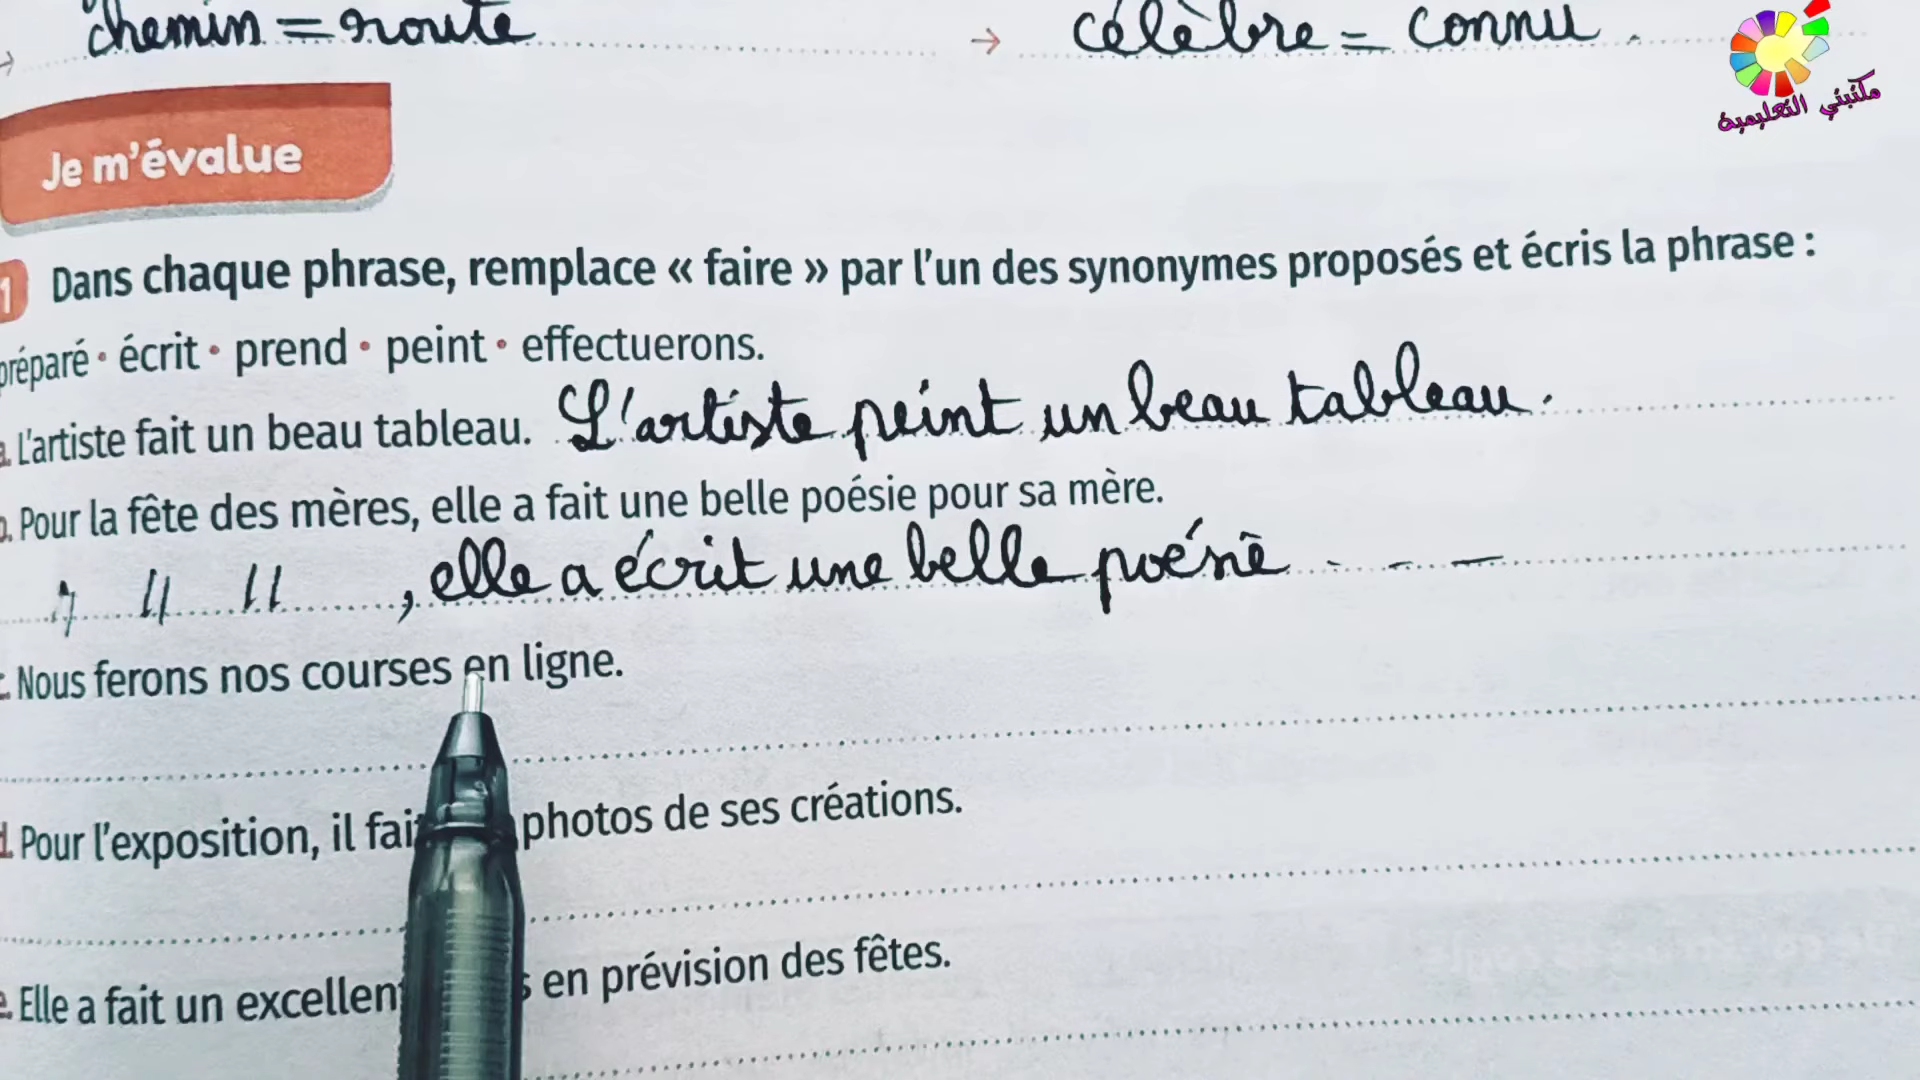 chemin = route → célèbre = connu.
مكتبتي التعليمية
Je m'évalue
1 Dans chaque phrase, remplace « faire » par l'un des synonymes proposés et écris la phrase :
préparé • écrit • prend • peint • effectuerons.
a. L'artiste fait un beau tableau. L'artiste peint un beau tableau.
b. Pour la fête des mères, elle a fait une belle poésie pour sa mère.
" " " , elle a écrit une belle poésie - - -
c. Nous ferons nos courses en ligne.
d. Pour l'exposition, il fait photos de ses créations.
e. Elle a fait un excellent en prévision des fêtes.